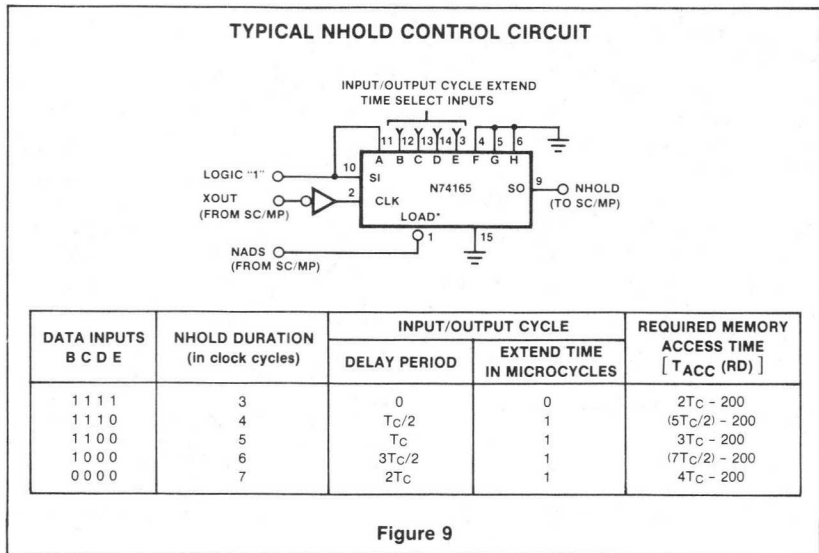 TYPICAL NHOLD CONTROL CIRCUIT
INPUT/OUTPUT CYCLE EXTEND
TIME SELECT INPUTS
11 12 13 14 3 4 5 6
A B C D E F G H
LOGIC "1" 10 SI
N74165
SO 9 NHOLD
(TO SC/MP)
XOUT 2 CLK
(FROM SC/MP)
LOAD*
1 15
NADS
(FROM SC/MP)
DATA INPUTS NHOLD DURATION INPUT/OUTPUT CYCLE REQUIRED MEMORY
B C D E (in clock cycles) DELAY PERIOD EXTEND TIME IN MICROCYCLES ACCESS TIME
[ TACC (RD) ]
1 1 1 1 3 0 0 2TC - 200
1 1 1 0 4 TC/2 1 (5TC/2) - 200
1 1 0 0 5 TC 1 3TC - 200
1 0 0 0 6 3TC/2 1 (7TC/2) - 200
0 0 0 0 7 2TC 1 4TC - 200
Figure 9